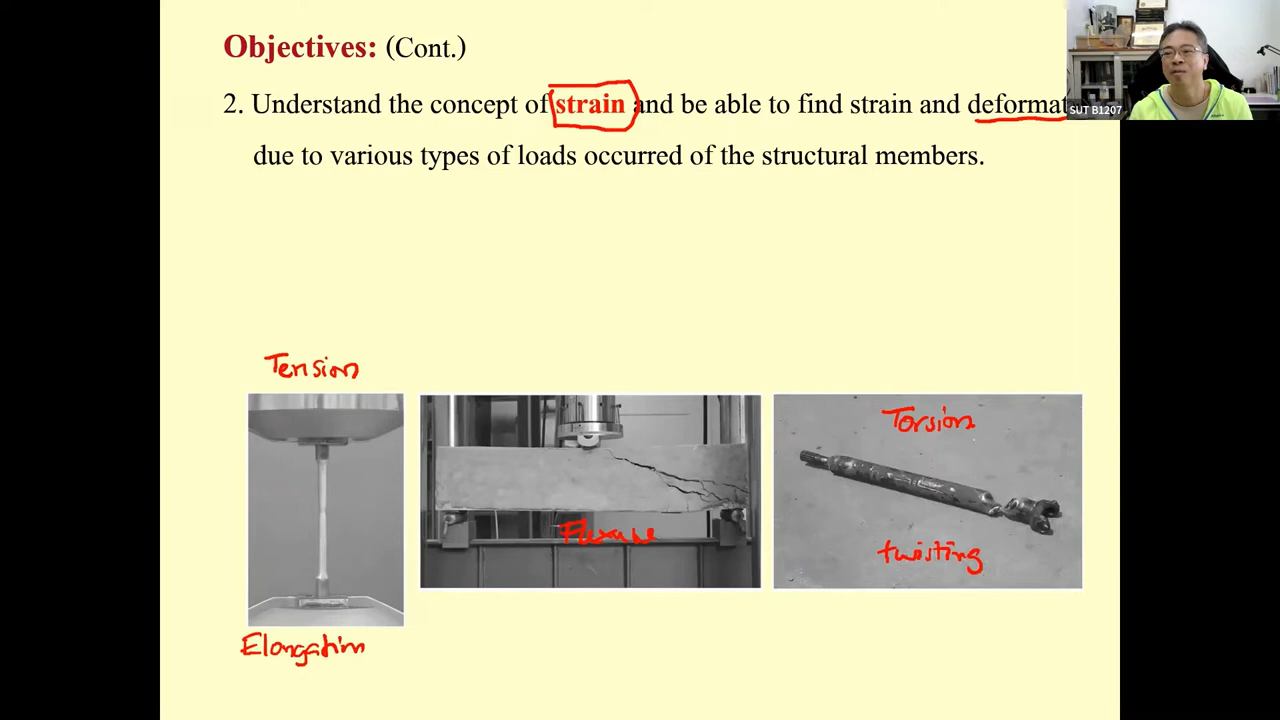 Objectives: (Cont.)
2. Understand the concept of strain and be able to find strain and deformat
SUT B1207
due to various types of loads occurred of the structural members.
Tension
Torsion
Flexure
twisting
Elongation